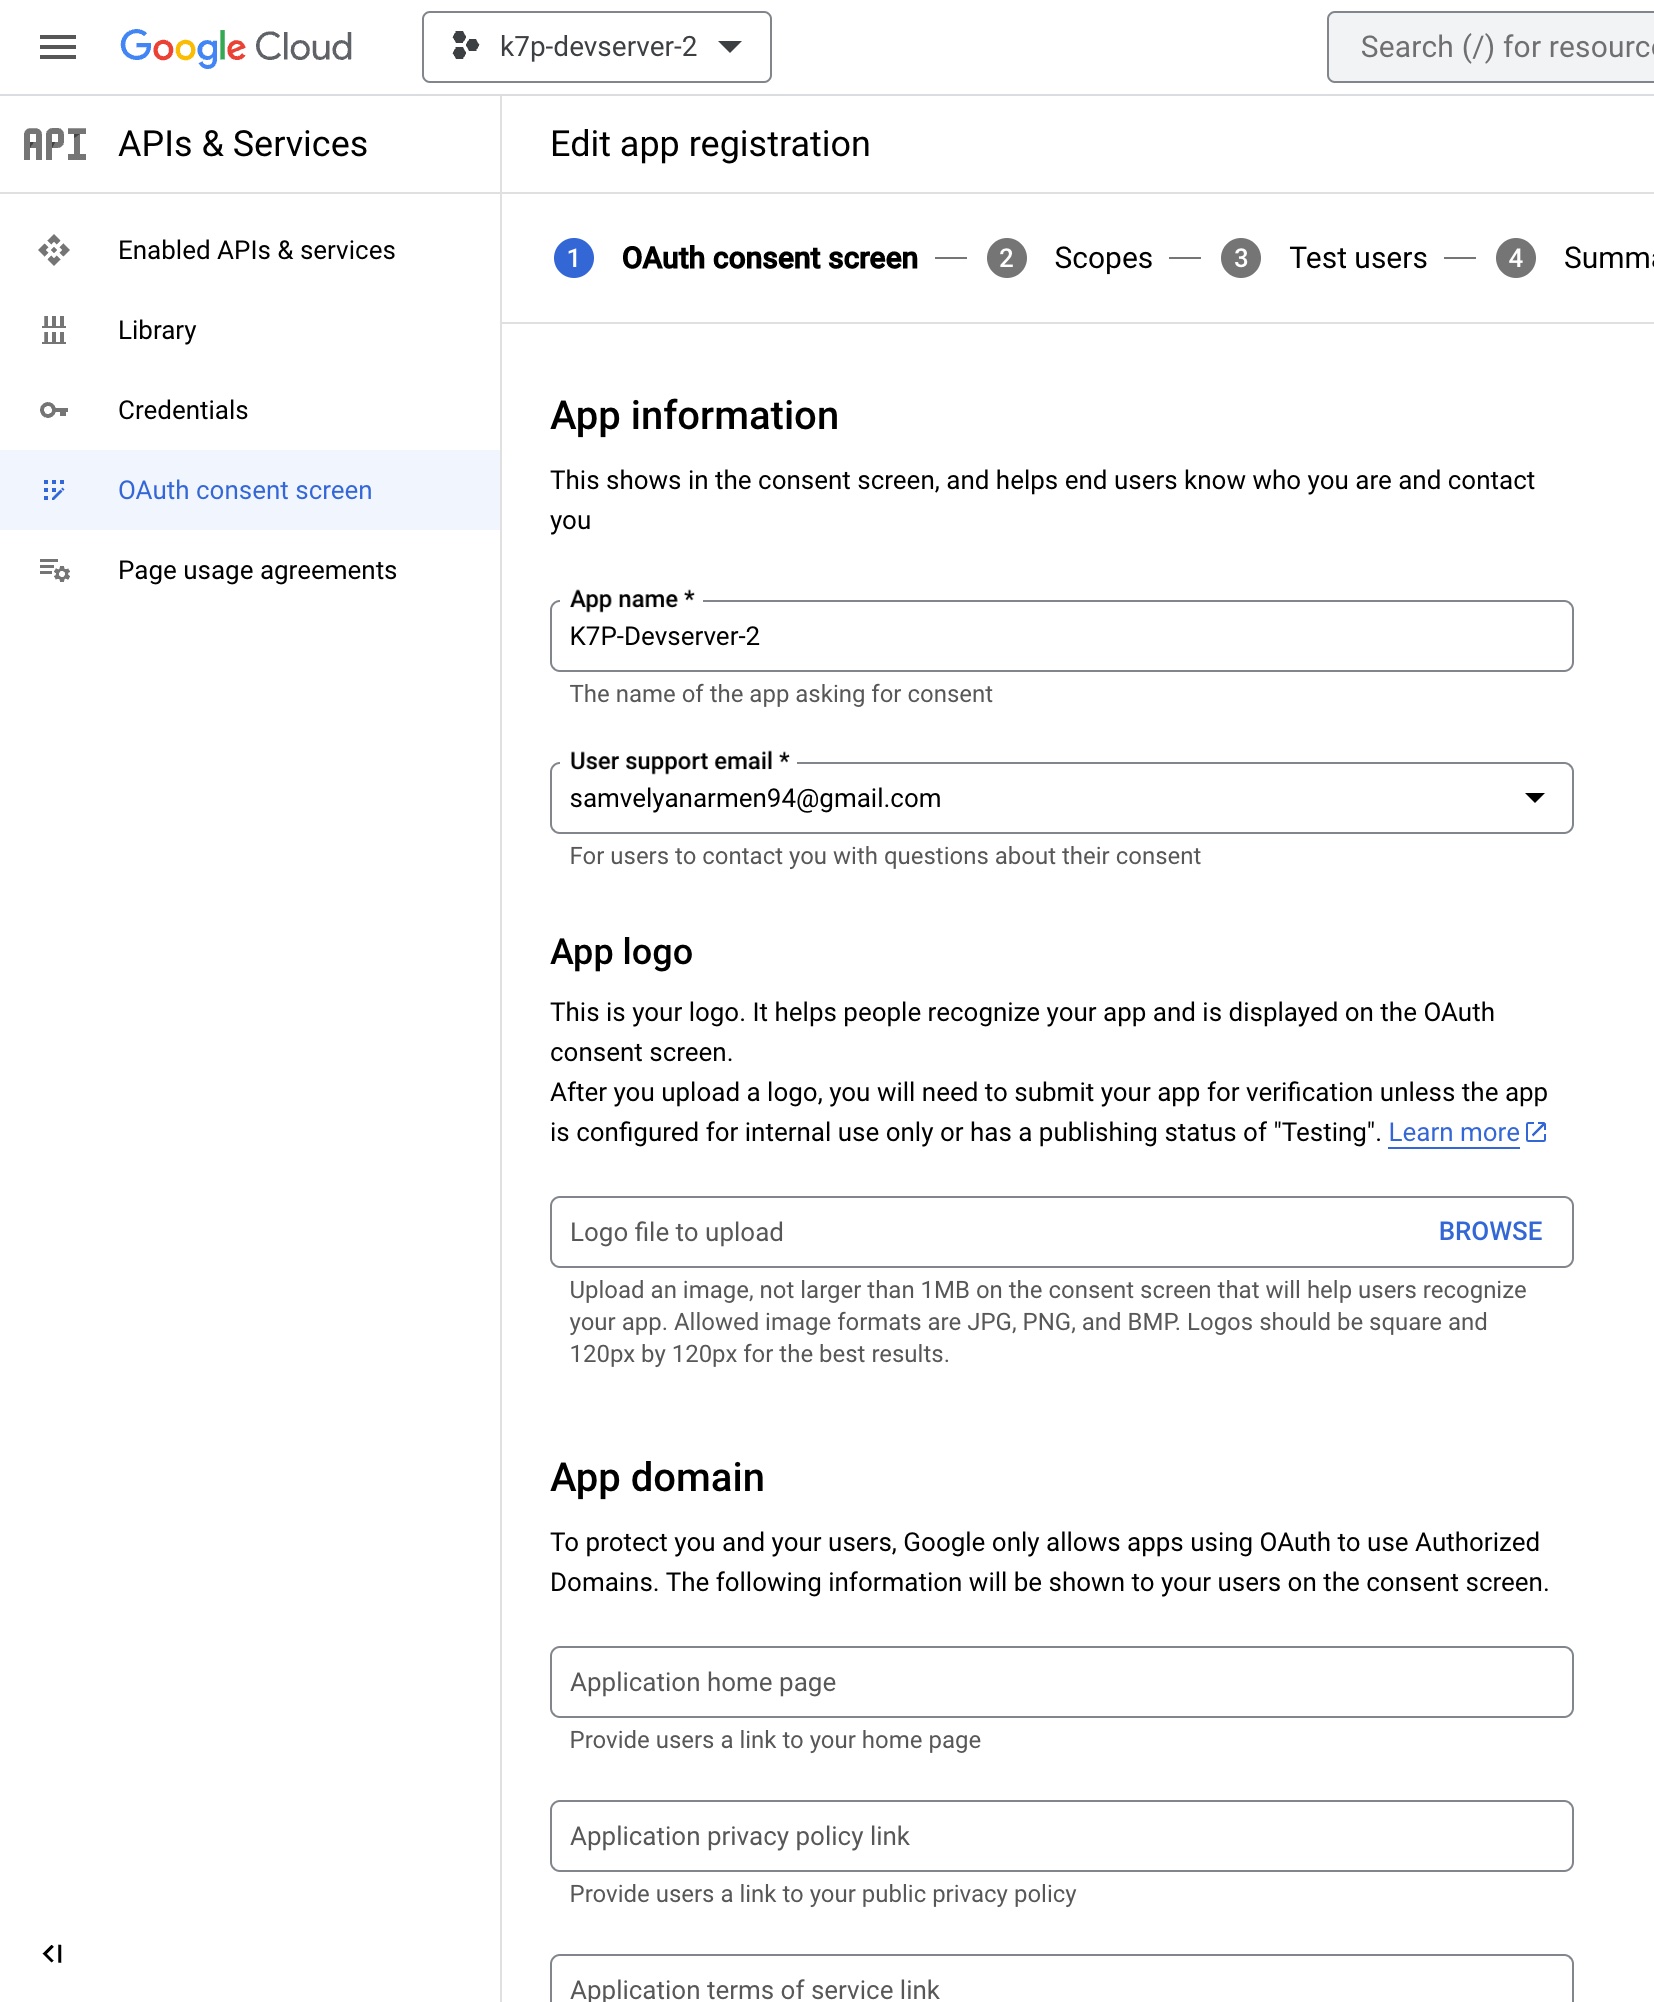 Google Cloud
k7p-devserver-2
Search (/) for resourc
API
APIs & Services
Edit app registration
Enabled APIs & services
Library
Credentials
OAuth consent screen
Page usage agreements
1 OAuth consent screen — 2 Scopes — 3 Test users — 4 Summa
App information
This shows in the consent screen, and helps end users know who you are and contact
you
App name *
K7P-Devserver-2
The name of the app asking for consent
User support email *
samvelyanarmen94@gmail.com
For users to contact you with questions about their consent
App logo
This is your logo. It helps people recognize your app and is displayed on the OAuth
consent screen.
After you upload a logo, you will need to submit your app for verification unless the app
is configured for internal use only or has a publishing status of "Testing". Learn more
Logo file to upload
BROWSE
Upload an image, not larger than 1MB on the consent screen that will help users recognize
your app. Allowed image formats are JPG, PNG, and BMP. Logos should be square and
120px by 120px for the best results.
App domain
To protect you and your users, Google only allows apps using OAuth to use Authorized
Domains. The following information will be shown to your users on the consent screen.
Application home page
Provide users a link to your home page
Application privacy policy link
Provide users a link to your public privacy policy
Application terms of service link